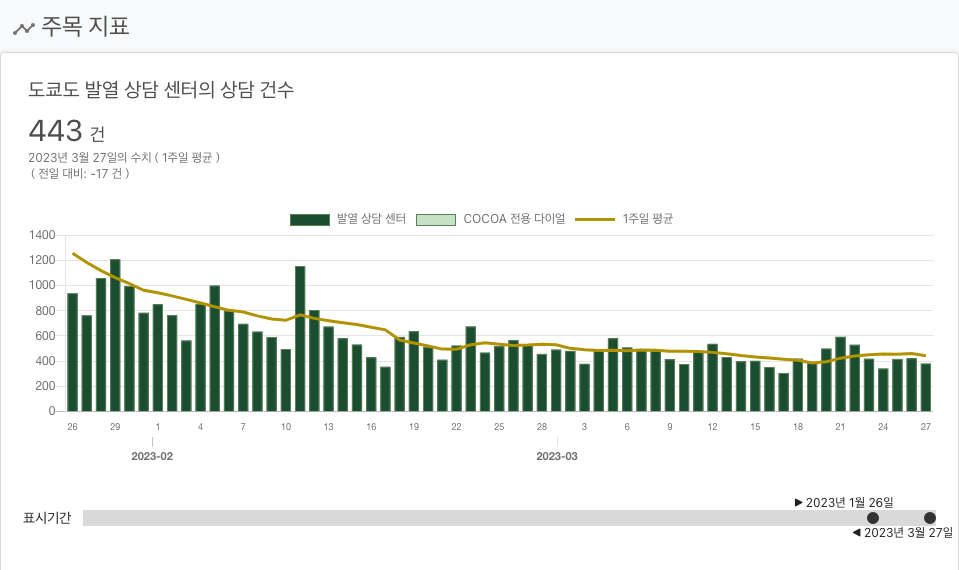 주목 지표
도쿄도 발열 상담 센터의 상담 건수
443 건
2023년 3월 27일의 수치 ( 1주일 평균 )
( 전일 대비: -17 건 )
발열 상담 센터 COCOA 전용 다이얼 1주일 평균
1400
1200
1000
800
600
400
200
0
26 29 1 4 7 10 13 16 19 22 25 28 3 6 9 12 15 18 21 24 27
2023-02 2023-03
▶ 2023년 1월 26일
표시기간
◀ 2023년 3월 27일